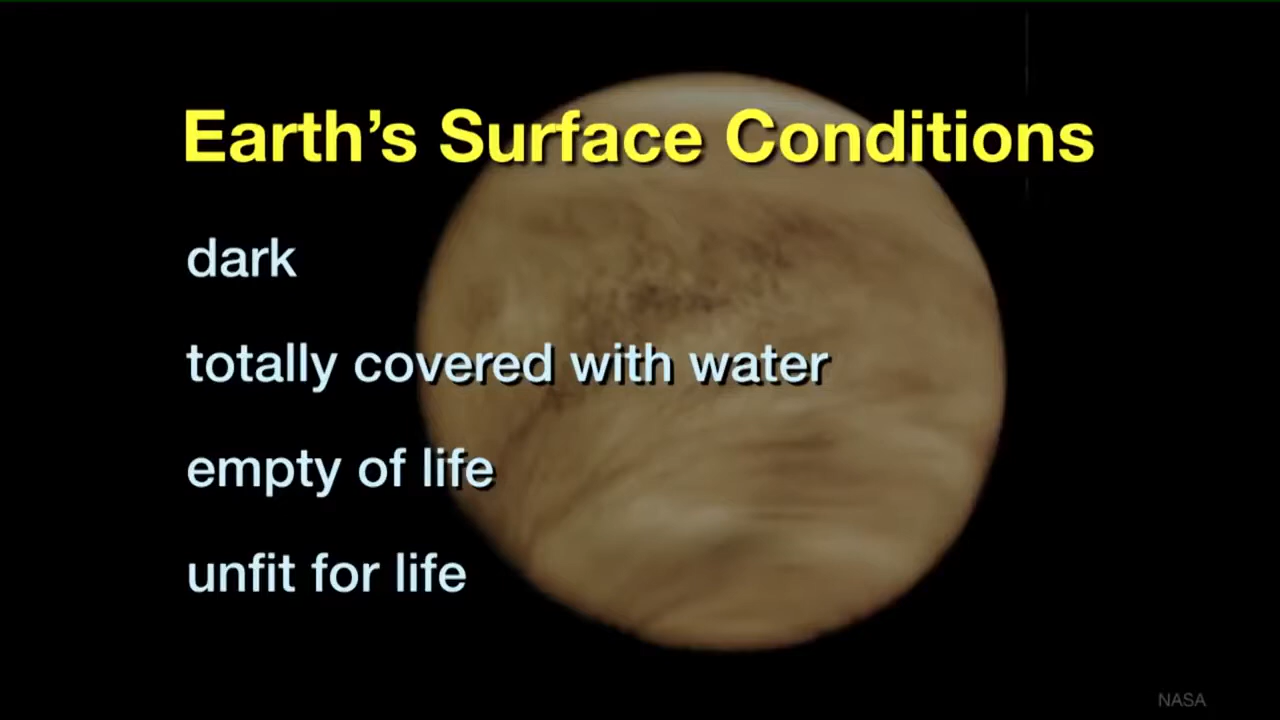 Earth’s Surface Conditions
dark
totally covered with water
empty of life
unfit for life
NASA